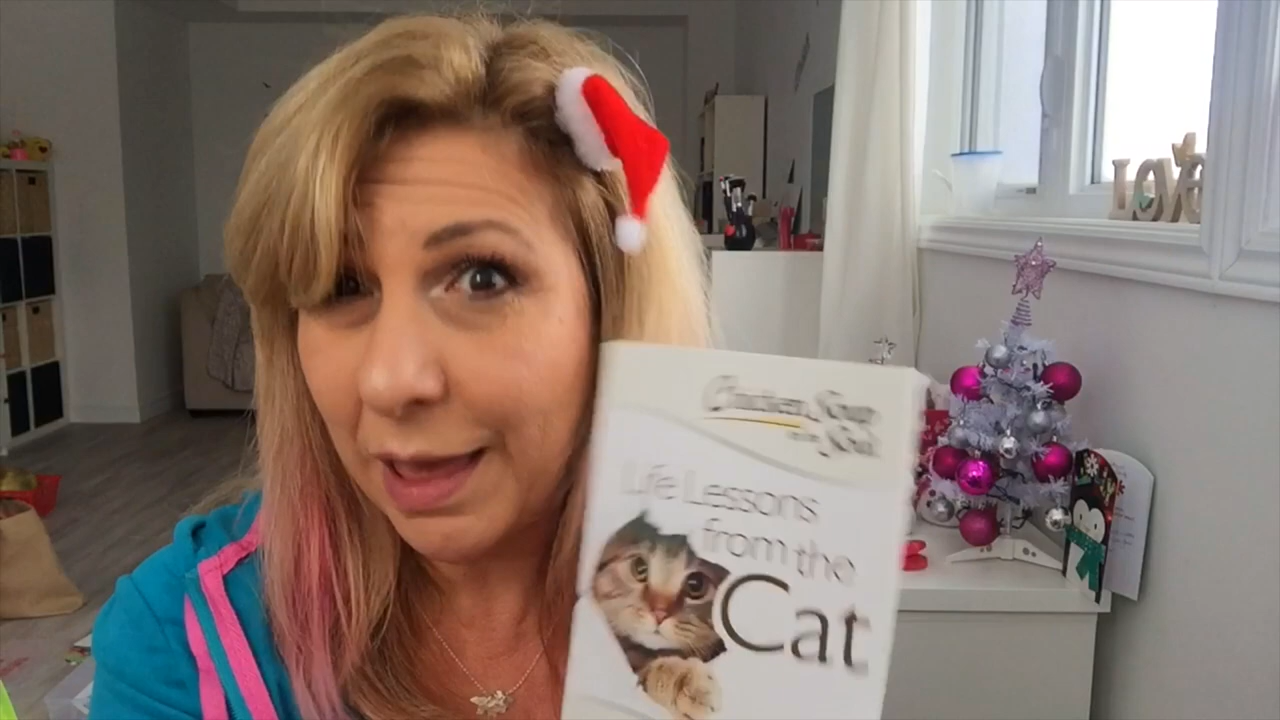 LOVE
Chicken Soup
for the Soul
Life Lessons
from the
Cat